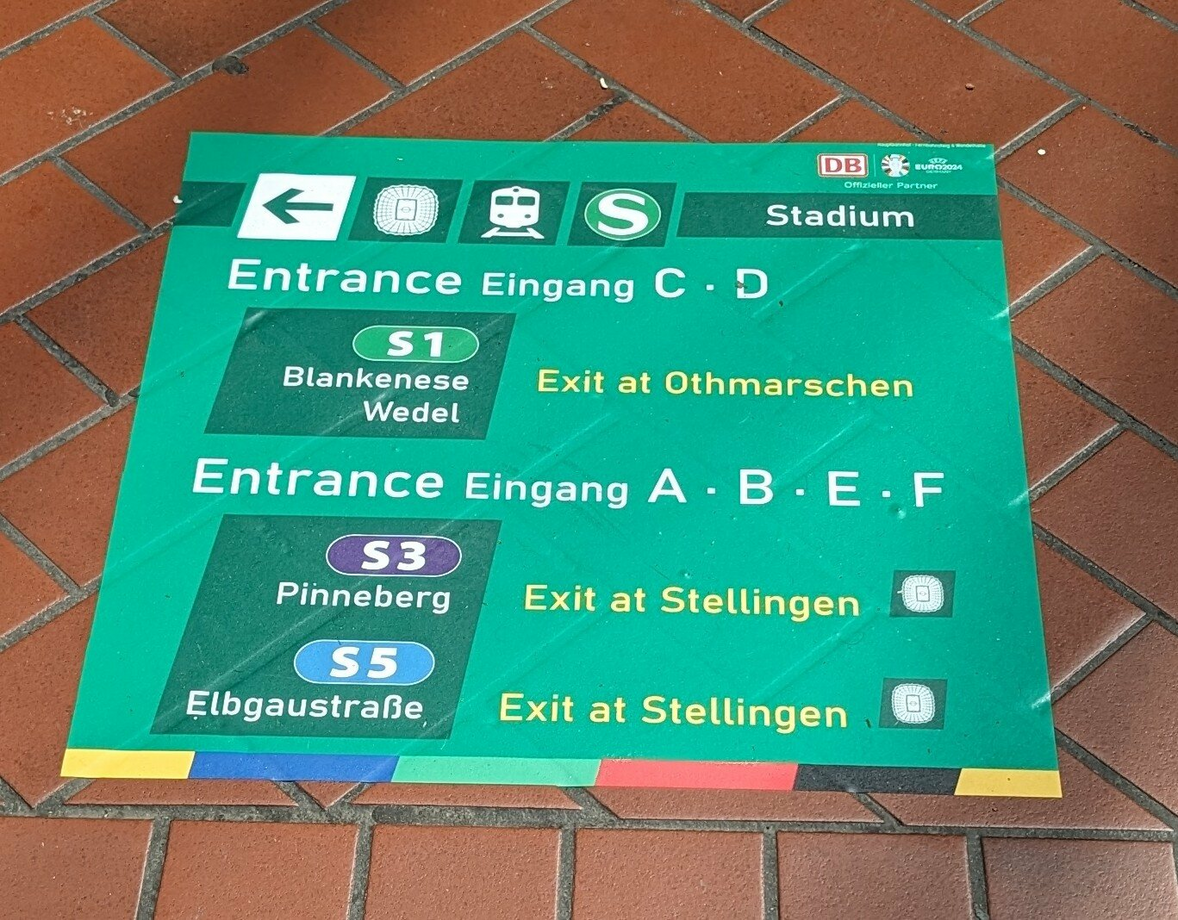 DB
EURO2024
GERMANY
Offizieller Partner
S
Stadium
Entrance Eingang C · D
S1
Blankenese
Wedel
Exit at Othmarschen
Entrance Eingang A · B · E · F
S3
Pinneberg
Exit at Stellingen
S5
Elbgaustraße
Exit at Stellingen